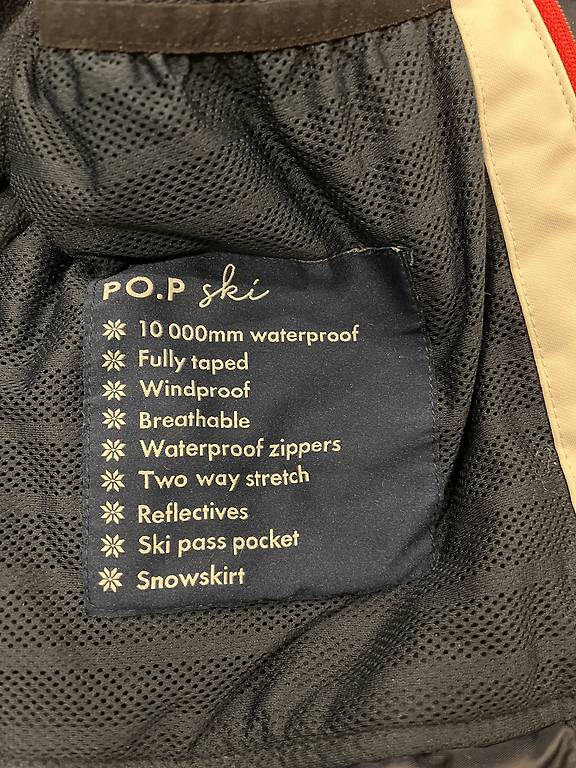 PO.P ski
10 000mm waterproof
Fully taped
Windproof
Breathable
Waterproof zippers
Two way stretch
Reflectives
Ski pass pocket
Snowskirt